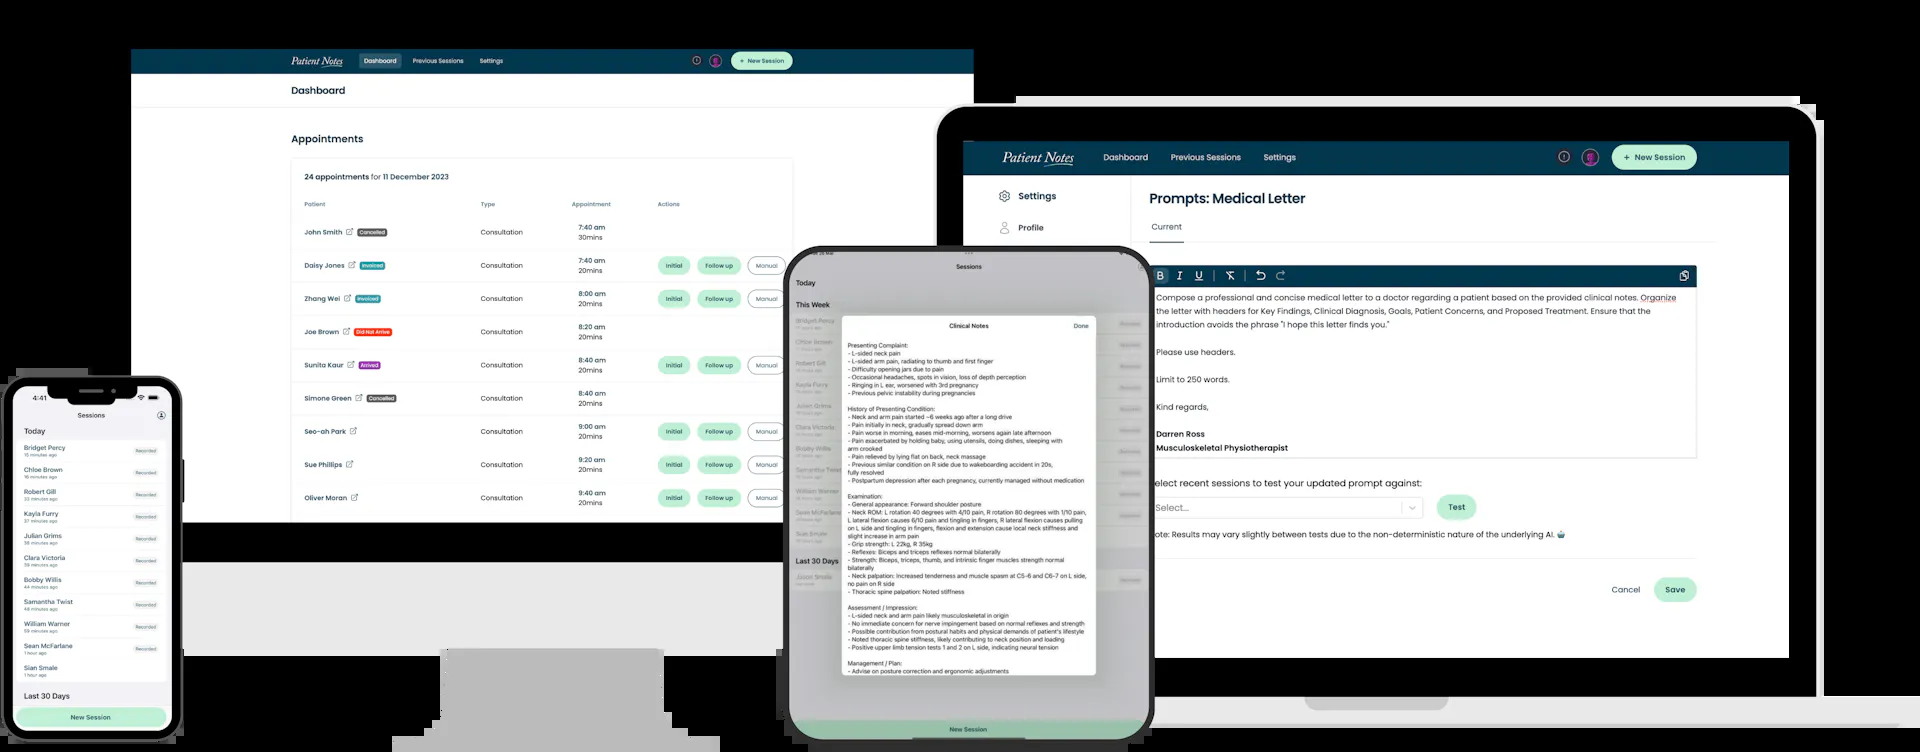 Patient Notes
Dashboard
Previous Sessions
Settings
+ New Session
Dashboard
Appointments
24 appointments for 11 December 2023
Patient Type Appointment Actions
John Smith Cancelled Consultation 7:40 am
30mins
Daisy Jones Invoiced Consultation 7:40 am
20mins
Initial Follow up Manual
Zhang Wei Invoiced Consultation 8:00 am
20mins
Initial Follow up Manual
Joe Brown Did Not Arrive Consultation 8:20 am
20mins
Sunita Kaur Arrived Consultation 8:40 am
20mins
Initial Follow up Manual
Simone Green Cancelled Consultation 8:40 am
20mins
Seo-ah Park Consultation 9:00 am
20mins
Initial Follow up Manual
Sue Phillips Consultation 9:20 am
20mins
Initial Follow up Manual
Oliver Moran Consultation 9:40 am
20mins
Initial Follow up Manual
4:41
Sessions
Today
Bridget Percy Recorded
15 minutes ago
Chloe Brown Recorded
Robert Gill Recorded
Kayla Furry Recorded
37 minutes ago
Julian Grims Recorded
Clara Victoria Recorded
Bobby Willis Recorded
44 minutes ago
Samantha Twist Recorded
William Warner Recorded
Sean McFarlane Recorded
1 hour ago
Sian Smale
1 hour ago
Last 30 Days
New Session
Sessions
Today
This Week
Bridget Percy
Robert Gill
Kayla Furry
Julian Grims
Clara Victoria
Bobby Willis
Last 30 Days
New Session
Clinical Notes
Done
Presenting Complaint:
- L-sided neck pain
- L-sided arm pain, radiating to thumb and first finger
- Difficulty opening jars due to pain
- Occasional headaches, spots in vision, loss of depth perception
- Ringing in L ear, worsened with 3rd pregnancy
- Previous pelvic instability during pregnancies
History of Presenting Condition:
- Neck and arm pain started ~6 weeks ago after a long drive
- Pain initially in neck, gradually spread down arm
- Pain worse in morning, eases mid-morning, worsens again late afternoon
- Pain exacerbated by holding baby, using utensils, doing dishes, sleeping with
arm crooked
- Pain relieved by lying flat on back, neck massage
- Previous similar condition on R side due to wakeboarding accident in 20s,
fully resolved
- Postpartum depression after each pregnancy, currently managed without medication
Examination:
- General appearance: Forward shoulder posture
- Neck ROM: L rotation 40 degrees with 4/10 pain, R rotation 80 degrees with 1/10 pain,
L lateral flexion causes 6/10 pain and tingling in fingers, R lateral flexion causes pulling
on L side and tingling in fingers, flexion and extension cause local neck stiffness and
slight increase in arm pain
- Grip strength: L 22kg, R 35kg
- Reflexes: Biceps and triceps reflexes normal bilaterally
- Strength: Biceps, triceps, thumb, and intrinsic finger muscles strength normal
bilaterally
- Neck palpation: Increased tenderness and muscle spasm at C5-6 and C6-7 on L side,
no pain on R side
- Thoracic spine palpation: Noted stiffness
Assessment / Impression:
- L-sided neck and arm pain likely musculoskeletal in origin
- No immediate concern for nerve impingement based on normal reflexes and strength
- Possible contribution from postural habits and physical demands of patient's lifestyle
- Noted thoracic spine stiffness, likely contributing to neck position and loading
- Positive upper limb tension tests 1 and 2 on L side, indicating neural tension
Management / Plan:
- Advise on posture correction and ergonomic adjustments
Patient Notes
Dashboard
Previous Sessions
Settings
+ New Session
Settings
Profile
Prompts: Medical Letter
Current
B I U
Compose a professional and concise medical letter to a doctor regarding a patient based on the provided clinical notes. Organize
the letter with headers for Key Findings, Clinical Diagnosis, Goals, Patient Concerns, and Proposed Treatment. Ensure that the
introduction avoids the phrase "I hope this letter finds you."
Please use headers.
Limit to 250 words.
Kind regards,
Darren Ross
Musculoskeletal Physiotherapist
elect recent sessions to test your updated prompt against:
Select...
Test
ote: Results may vary slightly between tests due to the non-deterministic nature of the underlying AI.
Cancel
Save